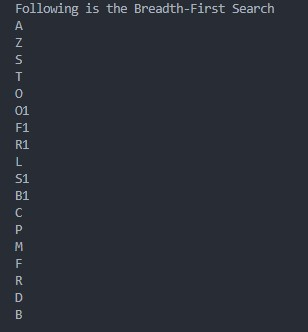 Following is the Breadth-First Search
A
Z
S
T
O
O1
F1
R1
L
S1
B1
C
P
M
F
R
D
B